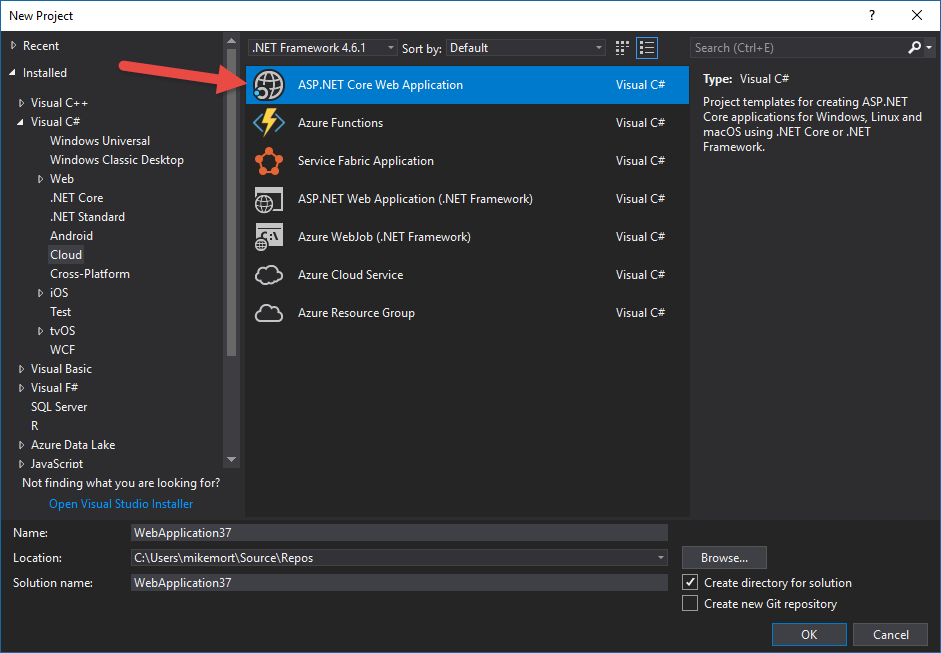 New Project
?
Recent
Installed
Visual C++
Visual C#
Windows Universal
Windows Classic Desktop
Web
.NET Core
.NET Standard
Android
Cloud
Cross-Platform
iOS
Test
tvOS
WCF
Visual Basic
Visual F#
SQL Server
R
Azure Data Lake
JavaScript
Not finding what you are looking for?
Open Visual Studio Installer
.NET Framework 4.6.1 Sort by: Default
ASP.NET Core Web Application Visual C#
Azure Functions Visual C#
Service Fabric Application Visual C#
ASP.NET Web Application (.NET Framework) Visual C#
Azure WebJob (.NET Framework) Visual C#
Azure Cloud Service Visual C#
Azure Resource Group Visual C#
Search (Ctrl+E)
Type: Visual C#
Project templates for creating ASP.NET
Core applications for Windows, Linux and
macOS using .NET Core or .NET
Framework.
Name: WebApplication37
Location: C:\Users\mikemort\Source\Repos Browse...
Solution name: WebApplication37
Create directory for solution
Create new Git repository
OK Cancel